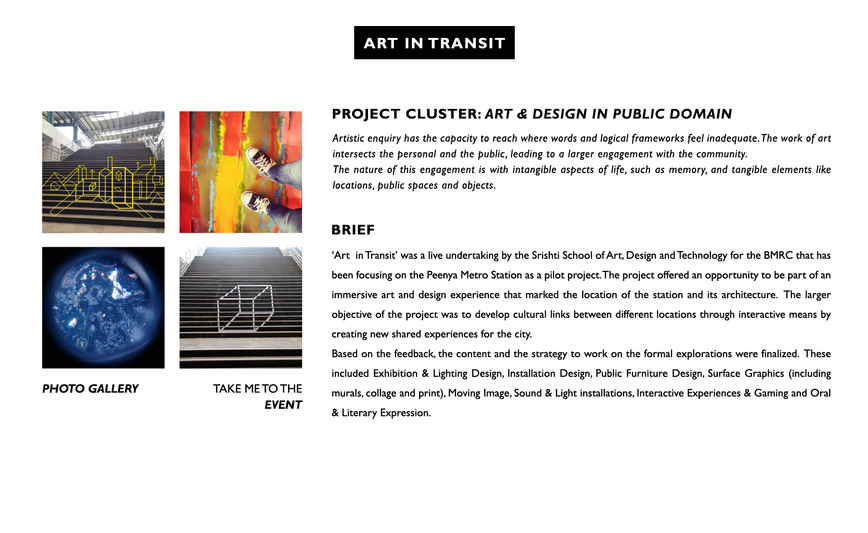 ART IN TRANSIT
PROJECT CLUSTER: ART & DESIGN IN PUBLIC DOMAIN
Artistic enquiry has the capacity to reach where words and logical frameworks feel inadequate. The work of art
intersects the personal and the public, leading to a larger engagement with the community.
The nature of this engagement is with intangible aspects of life, such as memory, and tangible elements like
locations, public spaces and objects.
BRIEF
‘Art in Transit’ was a live undertaking by the Srishti School of Art, Design and Technology for the BMRC that has
been focusing on the Peenya Metro Station as a pilot project. The project offered an opportunity to be part of an
immersive art and design experience that marked the location of the station and its architecture. The larger
objective of the project was to develop cultural links between different locations through interactive means by
creating new shared experiences for the city.
Based on the feedback, the content and the strategy to work on the formal explorations were finalized. These
included Exhibition & Lighting Design, Installation Design, Public Furniture Design, Surface Graphics (including
murals, collage and print), Moving Image, Sound & Light installations, Interactive Experiences & Gaming and Oral
& Literary Expression.
PHOTO GALLERY
TAKE ME TO THE
EVENT